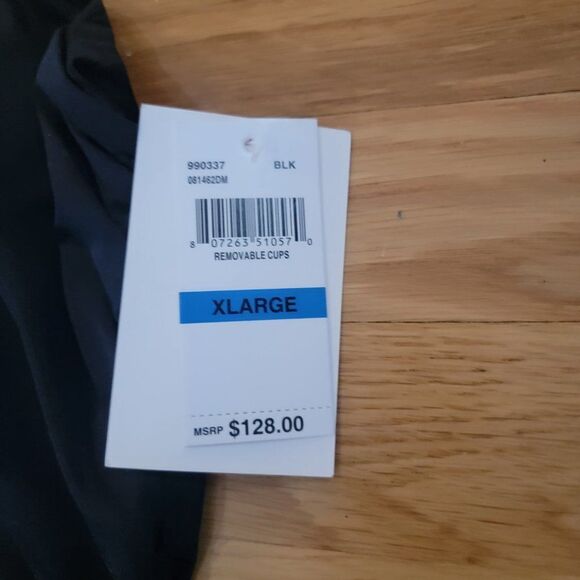 990337 BLK
081462DM
8 07263 51057 0
REMOVABLE CUPS
XLARGE
MSRP $128.00